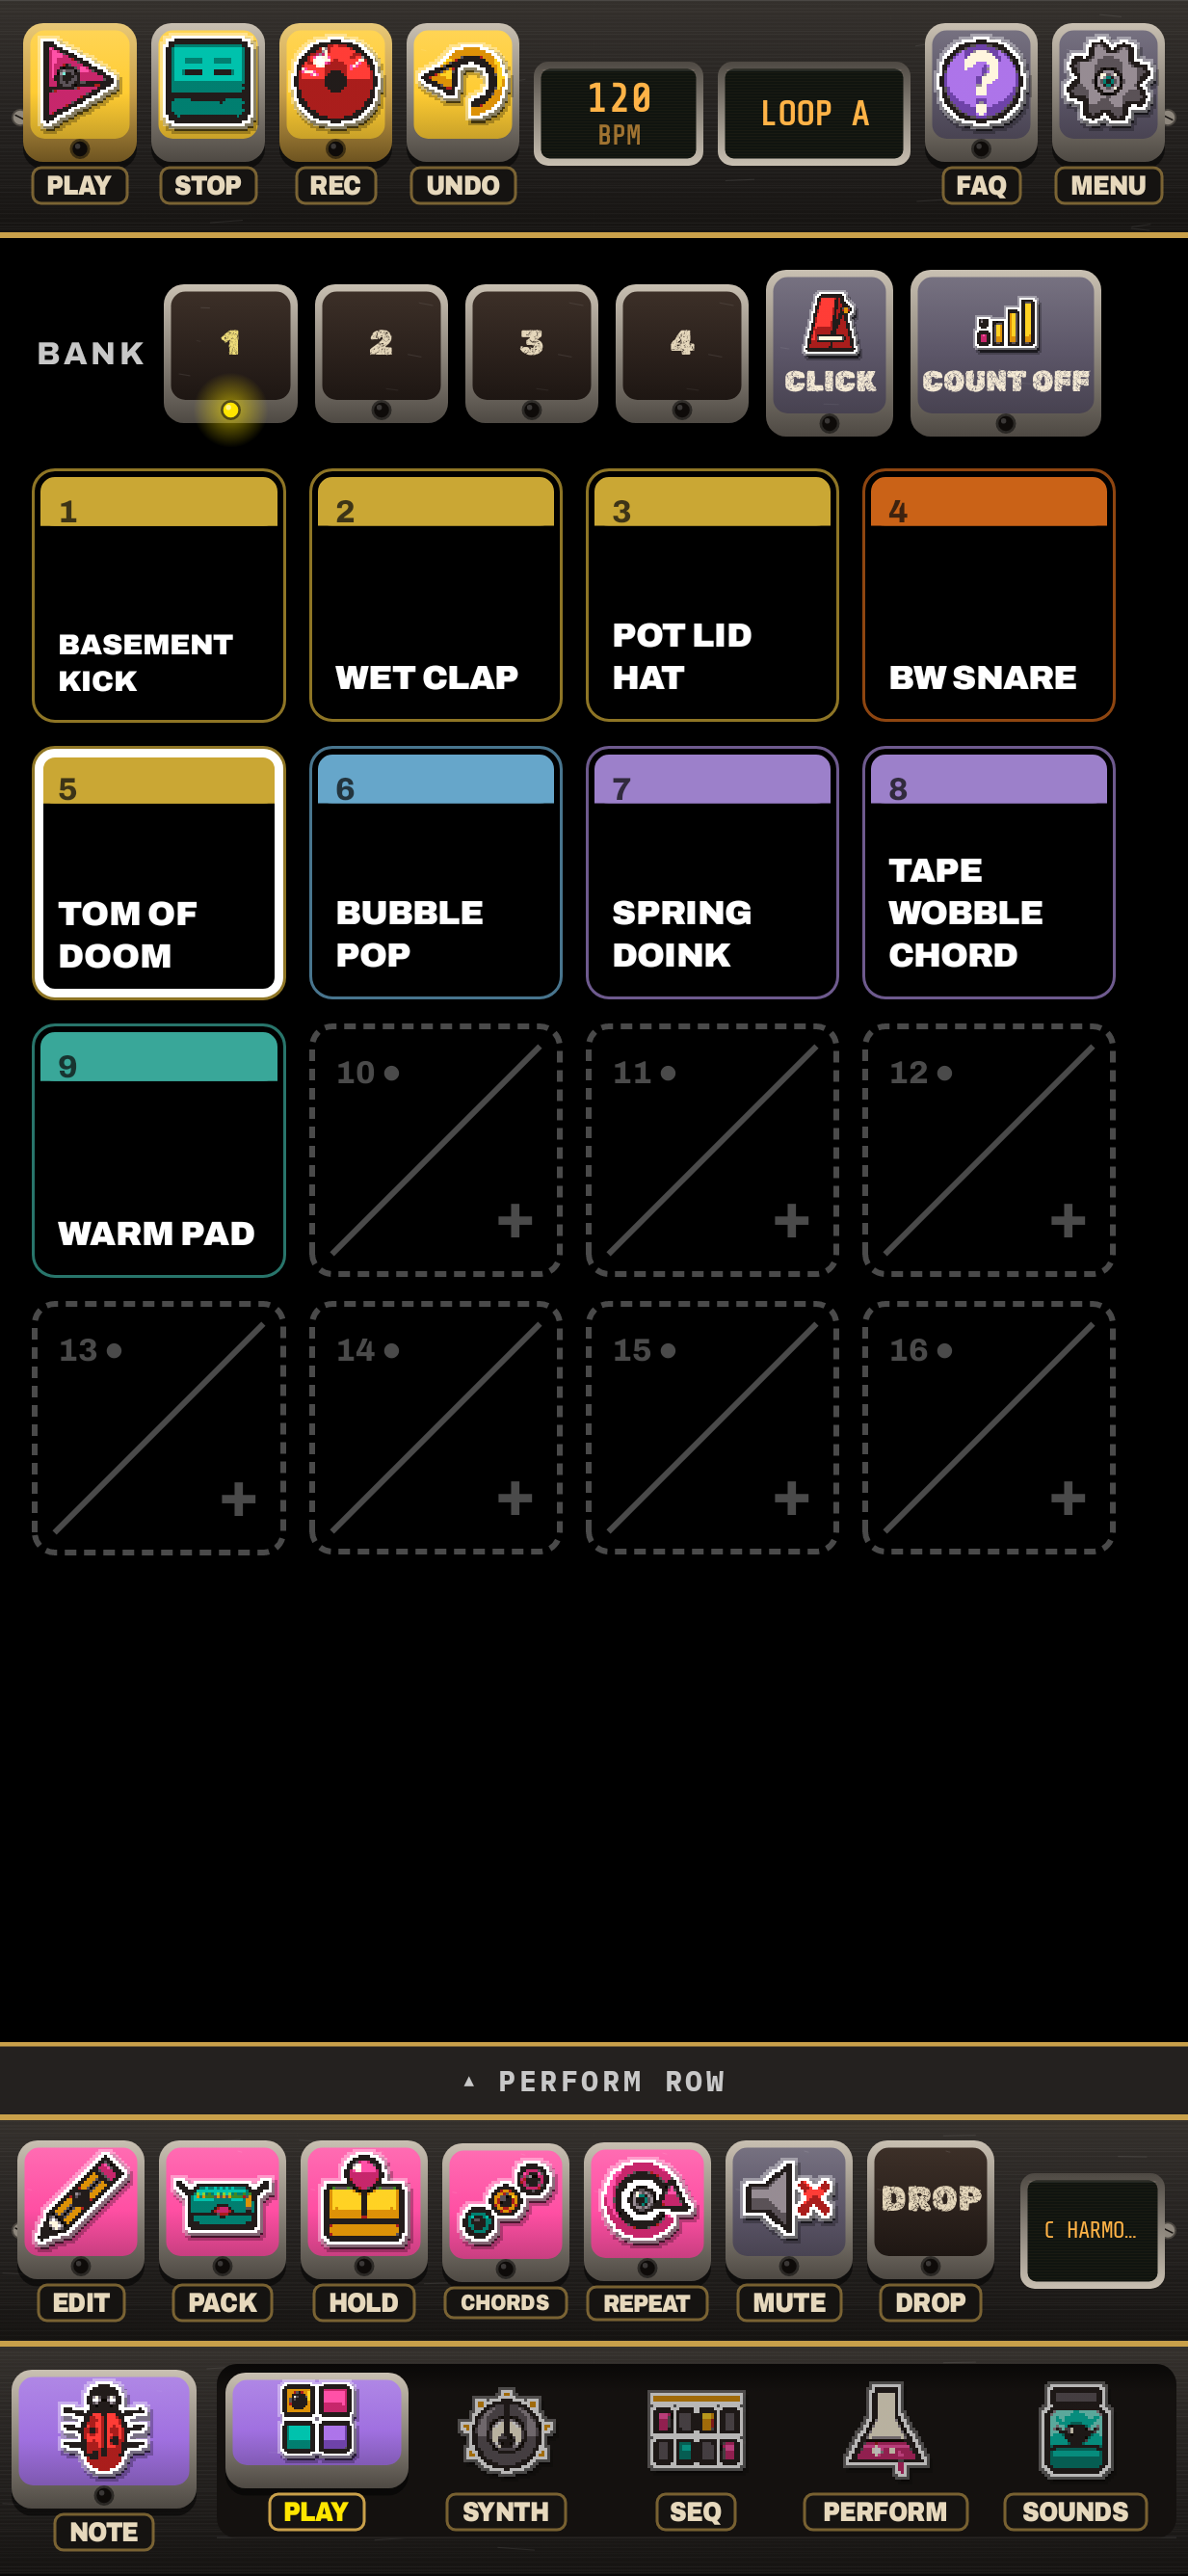 120
BPM
LOOP A
PLAY
STOP
REC
UNDO
FAQ
MENU
BANK
1
2
3
4
CLICK
COUNT OFF
1
BASEMENT
KICK
2
WET CLAP
3
POT LID
HAT
4
BW SNARE
5
TOM OF
DOOM
6
BUBBLE
POP
7
SPRING
DOINK
8
TAPE
WOBBLE
CHORD
9
WARM PAD
10
11
12
13
14
15
16
▲ PERFORM ROW
DROP
C HARMO…
EDIT
PACK
HOLD
CHORDS
REPEAT
MUTE
DROP
NOTE
PLAY
SYNTH
SEQ
PERFORM
SOUNDS